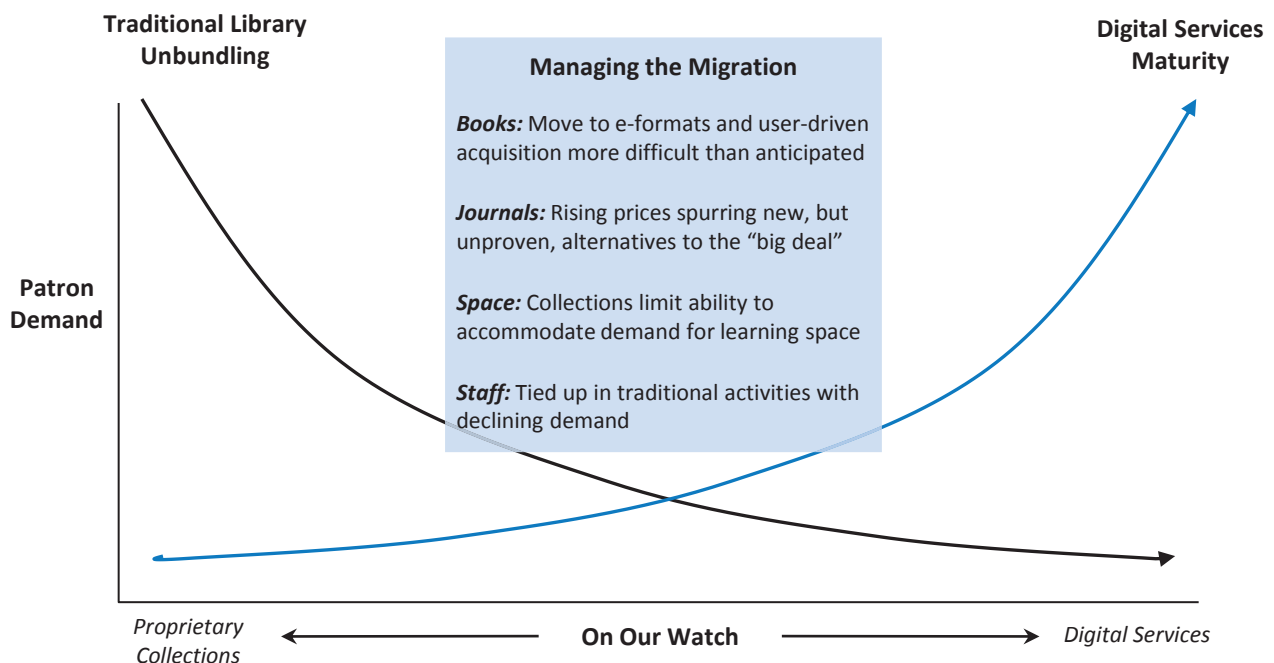 Traditional Library
Unbundling
Digital Services
Maturity
Managing the Migration
Books: Move to e-formats and user-driven
acquisition more difficult than anticipated
Journals: Rising prices spurring new, but
unproven, alternatives to the “big deal”
Space: Collections limit ability to
accommodate demand for learning space
Staff: Tied up in traditional activities with
declining demand
Patron
Demand
Proprietary
Collections
On Our Watch
Digital Services